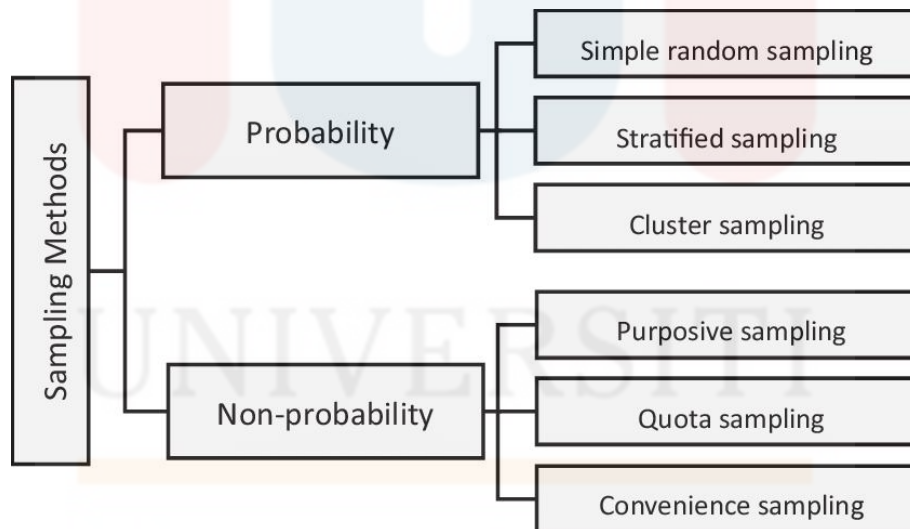 Sampling Methods
Probability
Simple random sampling
Stratified sampling
Cluster sampling
Non-probability
Purposive sampling
Quota sampling
Convenience sampling
UNIVERSITI